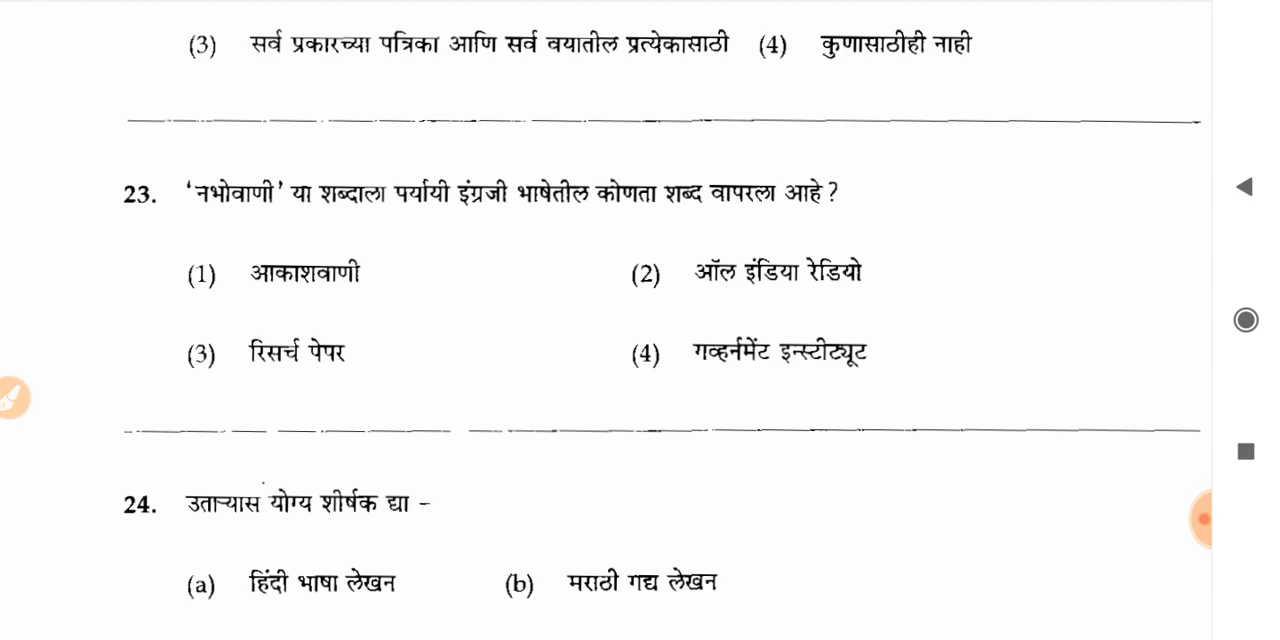 (3) सर्व प्रकारच्या पत्रिका आणि सर्व वयातील प्रत्येकासाठी (4) कुणासाठीही नाही
23. ‘नभोवाणी’ या शब्दाला पर्यायी इंग्रजी भाषेतील कोणता शब्द वापरला आहे ?
(1) आकाशवाणी (2) ऑल इंडिया रेडियो
(3) रिसर्च पेपर (4) गव्हर्नमेंट इन्स्टीट्यूट
24. उताऱ्यास योग्य शीर्षक द्या –
(a) हिंदी भाषा लेखन (b) मराठी गद्य लेखन